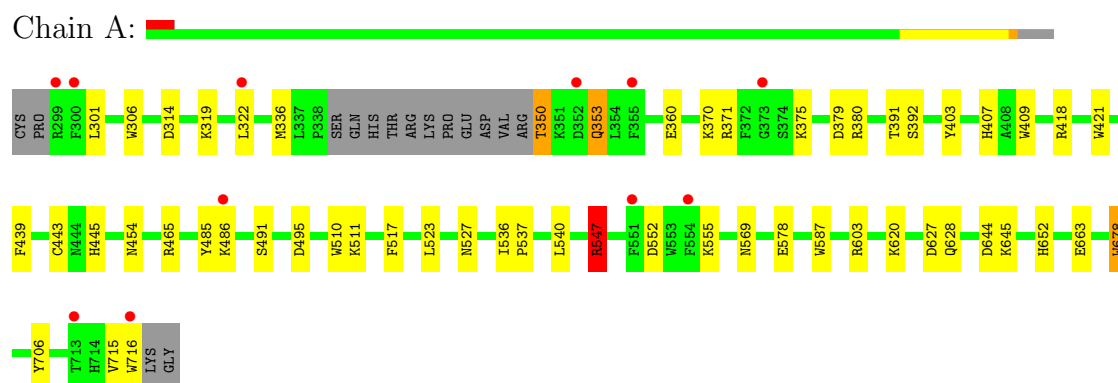 Chain A:
CYS PRO R299 F300 L301 W306 D314 K319 L322 M336 L337 P338 SER GLN HIS THR ARG LYS PRO GLU ASP VAL ARG T350 K351 D352 Q353 L354 F355 E360 K370 R371 F372 G373 S374 K375 D379 R380 T391 S392 Y403 H407 A408 W409 R418 W421
F439 C443 N444 H445 N454 R465 Y485 K486 S491 D495 W510 K511 F517 L523 N527 I536 P537 L540 R547 F551 D552 W553 F554 K555 N569 E578 W587 R603 K620 D627 Q628 D644 K645 H652 E663 W678
Y706 T713 H714 V715 W716 LYS GLY